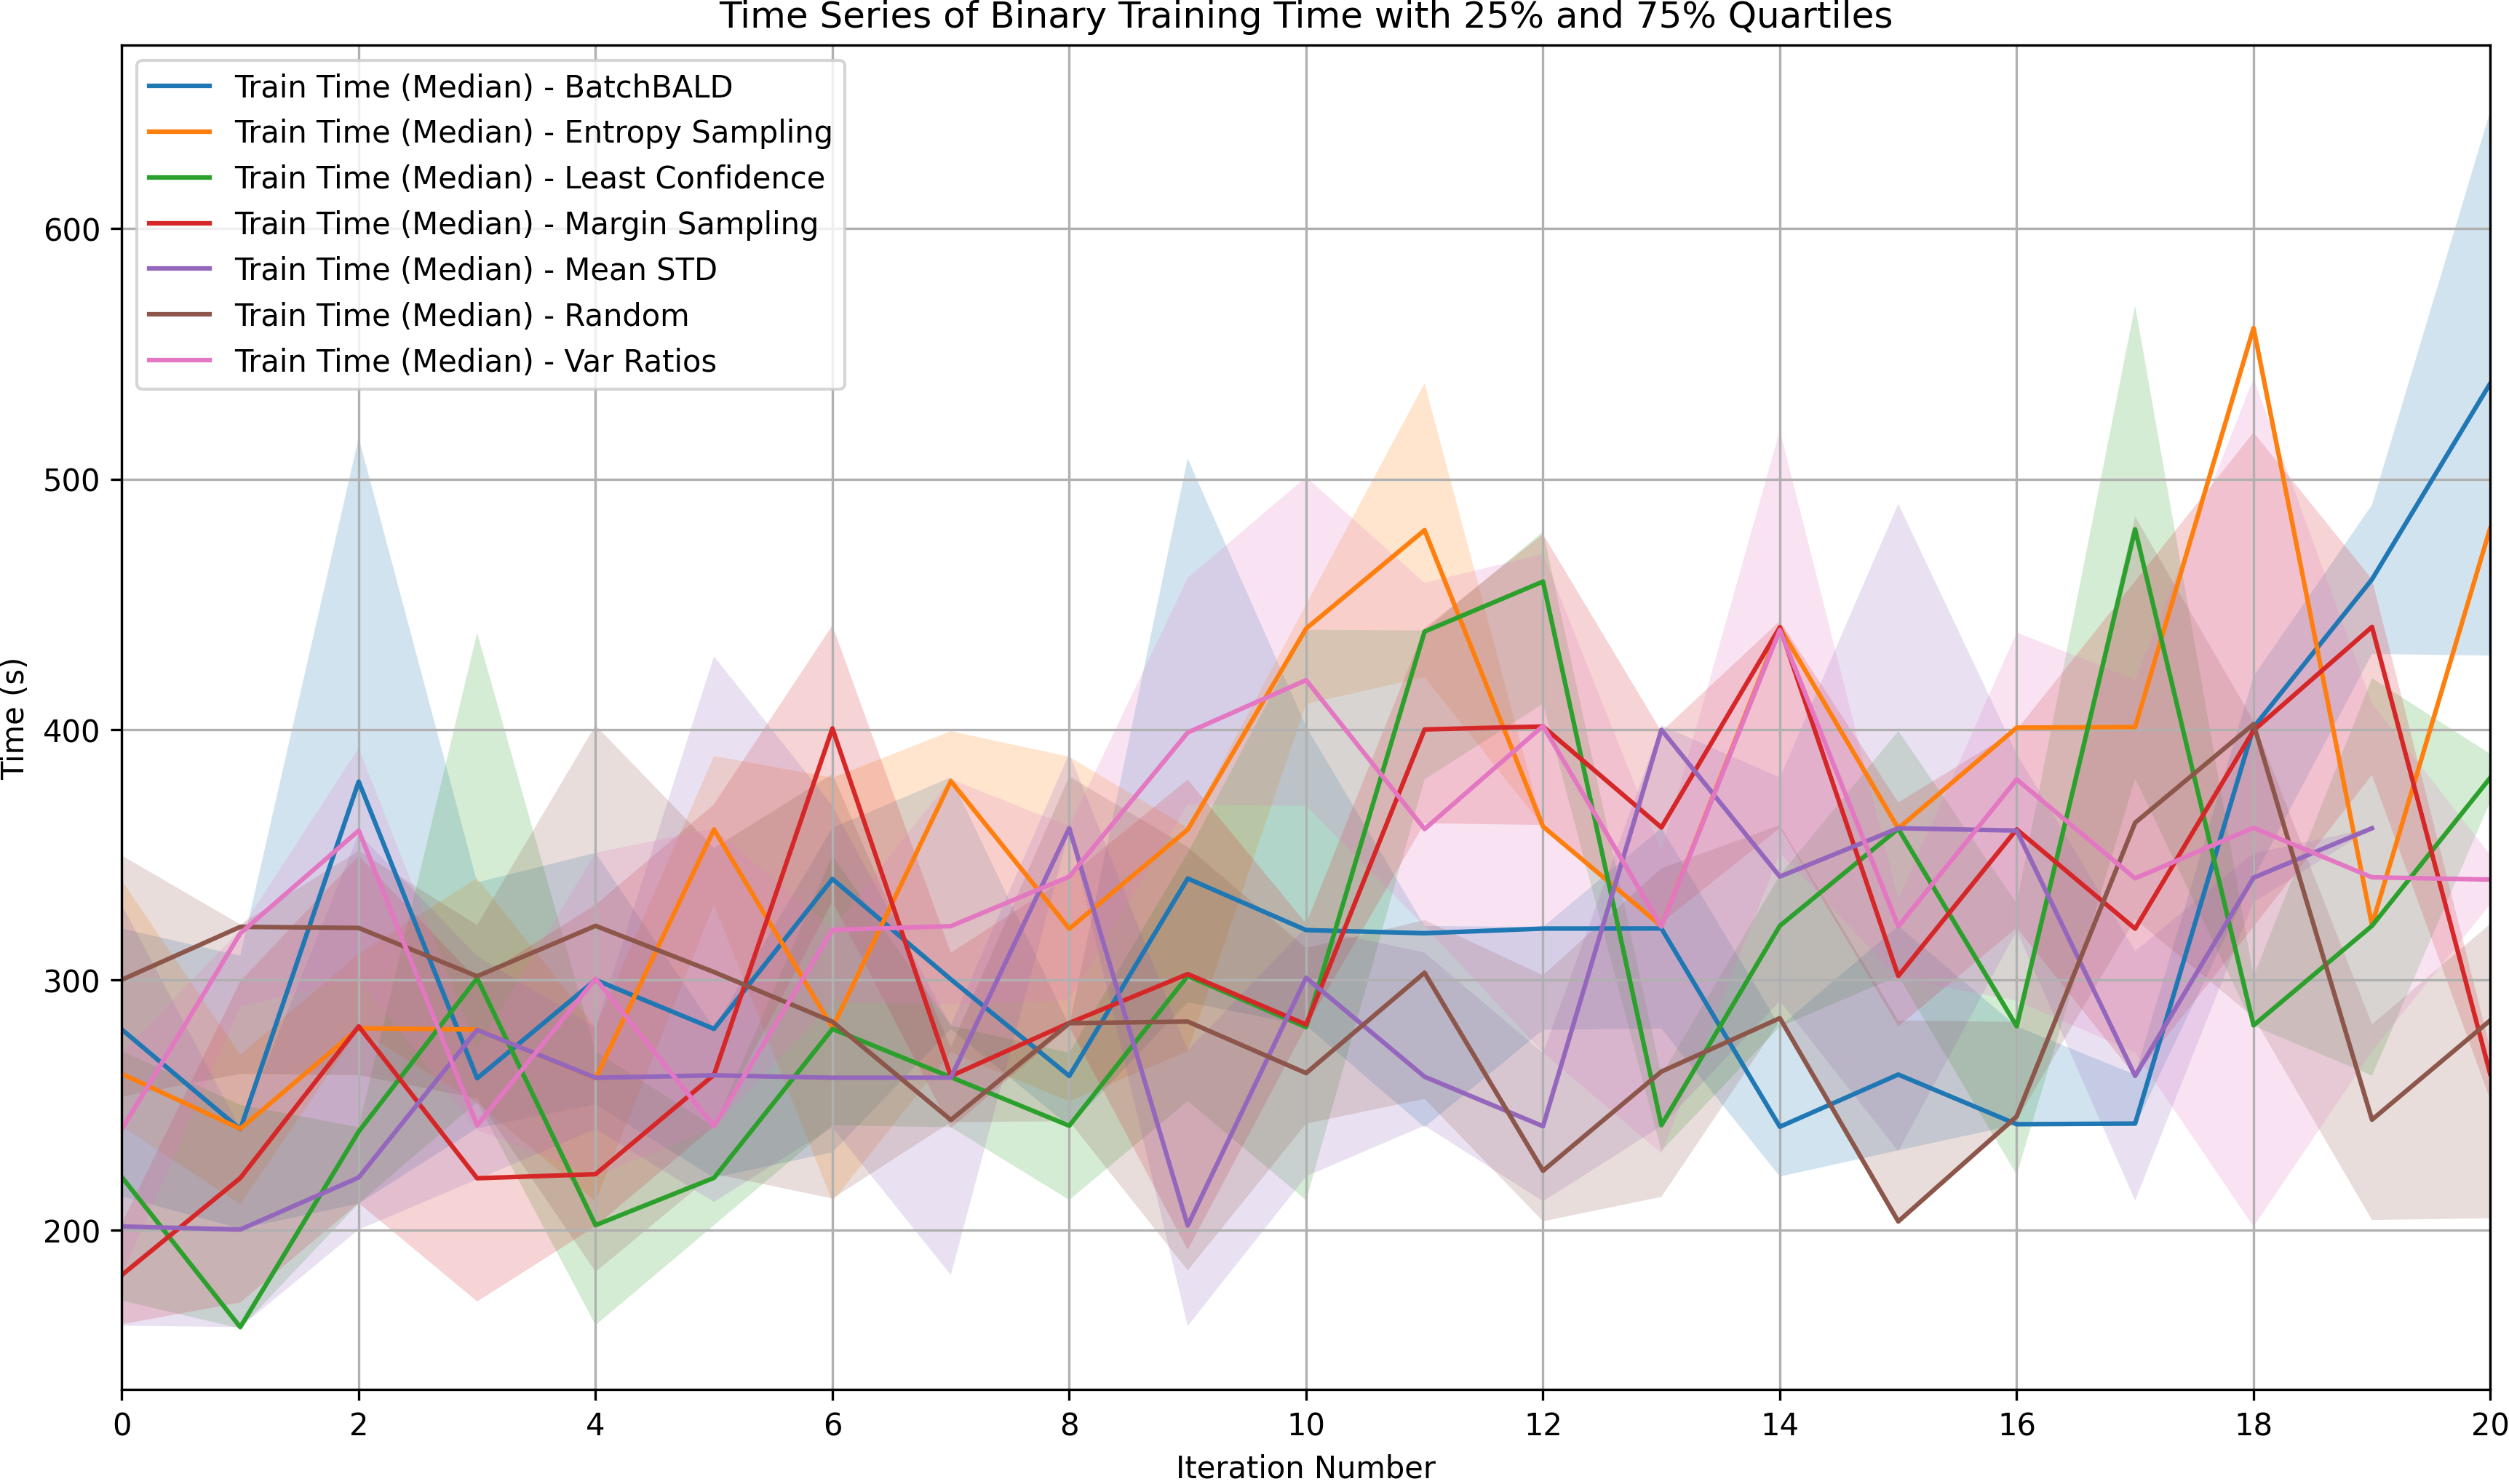 Time Series of Binary Training Time with 25% and 75% Quartiles
Train Time (Median) - BatchBALD
Train Time (Median) - Entropy Sampling
Train Time (Median) - Least Confidence
Train Time (Median) - Margin Sampling
Train Time (Median) - Mean STD
Train Time (Median) - Random
Train Time (Median) - Var Ratios
Time (s)
600
500
400
300
200
0 2 4 6 8 10 12 14 16 18 20
Iteration Number